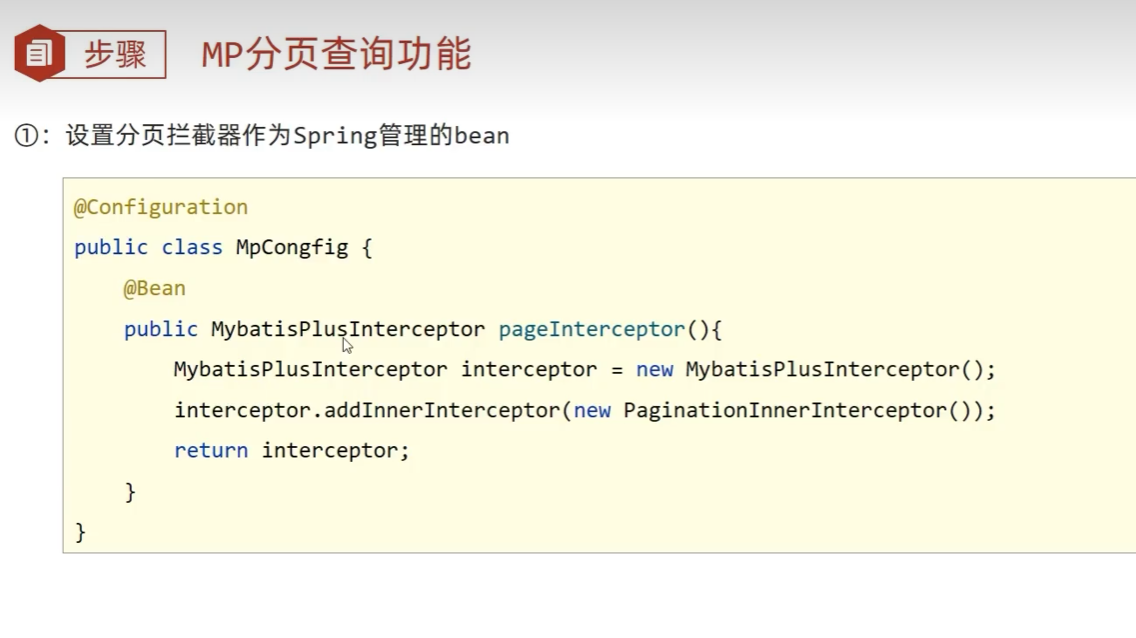 步骤 MP分页查询功能
①：设置分页拦截器作为Spring管理的bean
@Configuration
public class MpCongfig {
@Bean
public MybatisPlusInterceptor pageInterceptor(){
MybatisPlusInterceptor interceptor = new MybatisPlusInterceptor();
interceptor.addInnerInterceptor(new PaginationInnerInterceptor());
return interceptor;
}
}